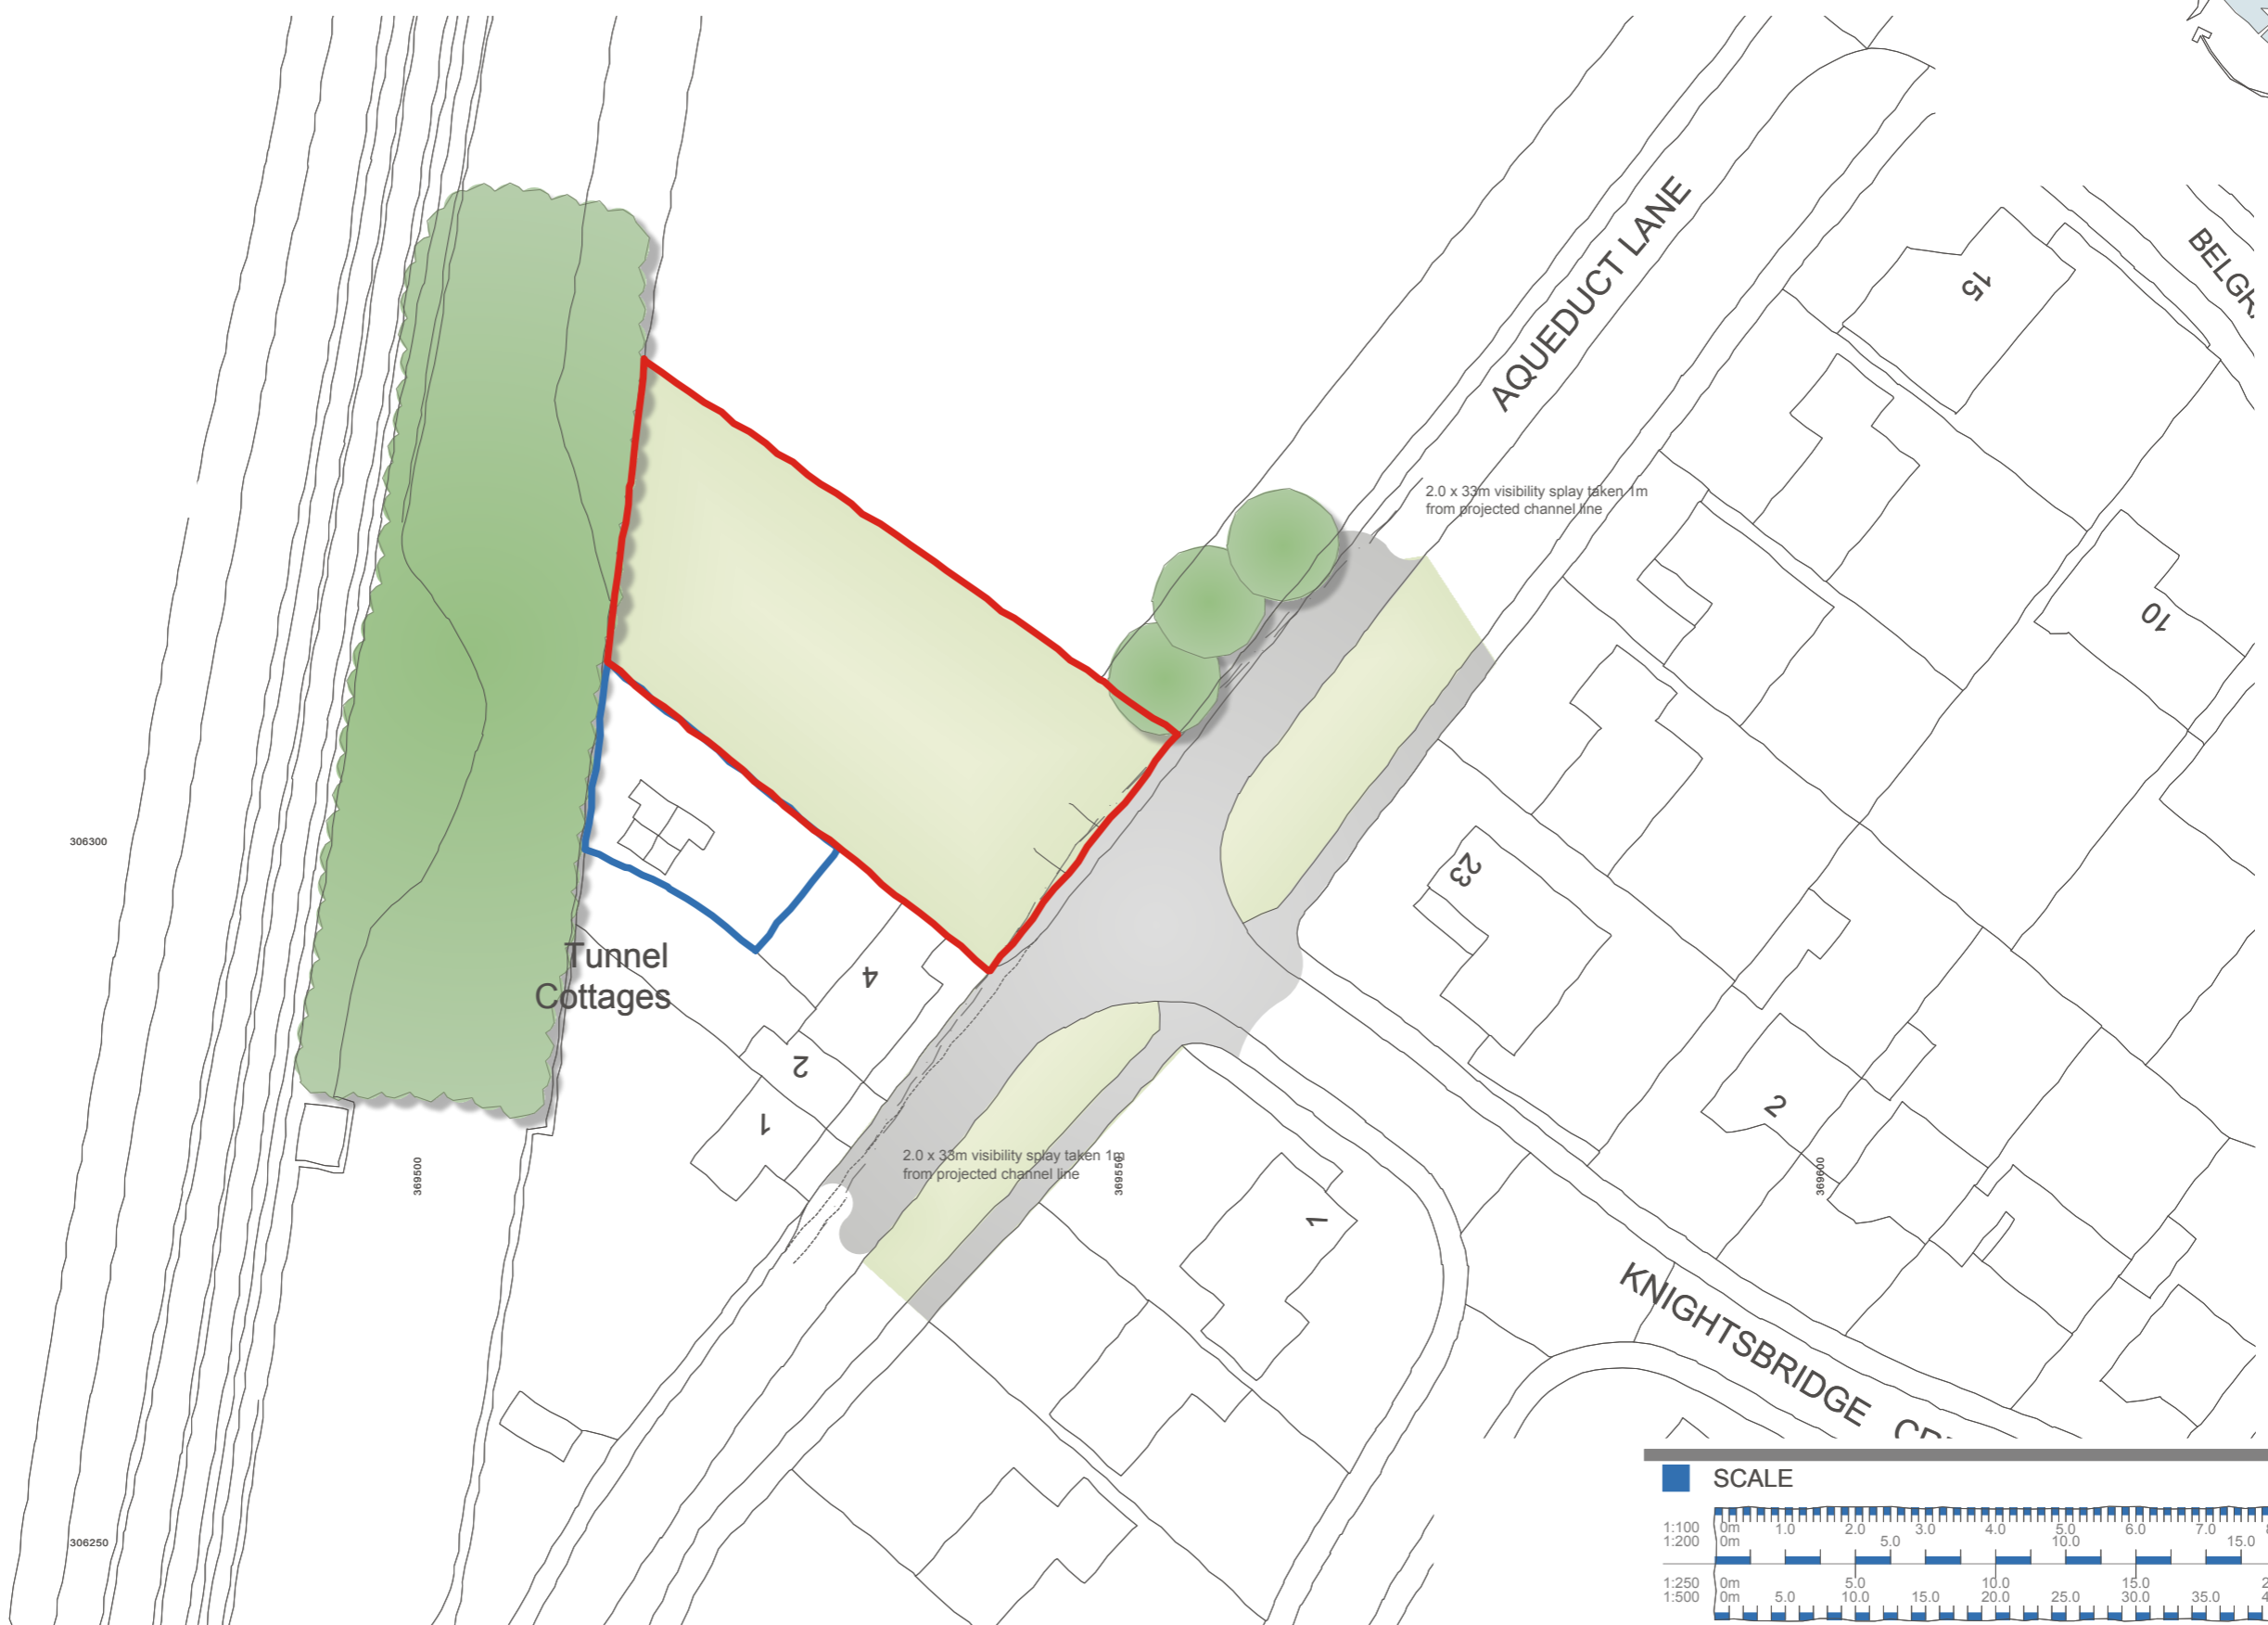 AQUEDUCT LANE
15
2.0 x 33m visibility splay taken 1m
from projected channel line
10
306300
23
Tunnel
Cottages
4
2
1
2
2.0 x 33m visibility splay taken 1m
from projected channel line
369500
369550
369600
1
KNIGHTSBRIDGE
306250
SCALE
1:100 0m 1.0 2.0 3.0 4.0 5.0 6.0 7.0
1:200 0m 5.0 10.0 15.0
1:250 0m 5.0 10.0 15.0
1:500 0m 5.0 10.0 15.0 20.0 25.0 30.0 35.0